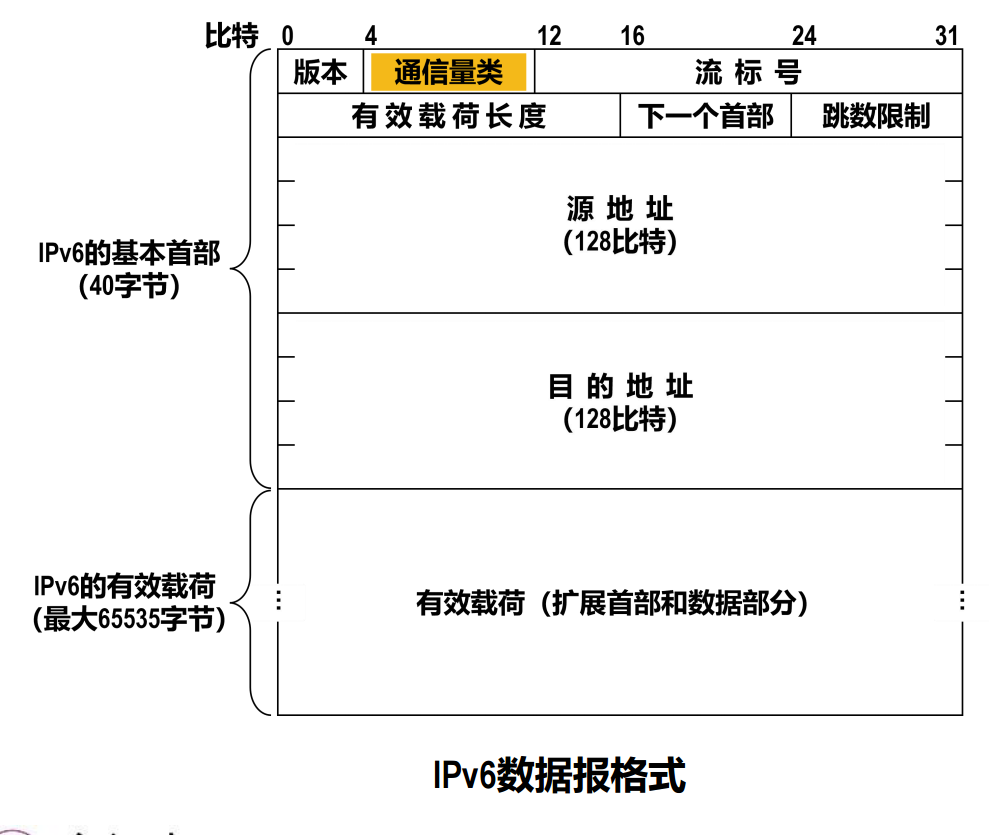 比特 0 4 12 16 24 31
版本 通信量类 流标号
有效载荷长度 下一个首部 跳数限制
源地址
（128比特）
IPv6的基本首部
（40字节）
目的地址
（128比特）
IPv6的有效载荷
（最大65535字节）
有效载荷（扩展首部和数据部分）
IPv6数据报格式